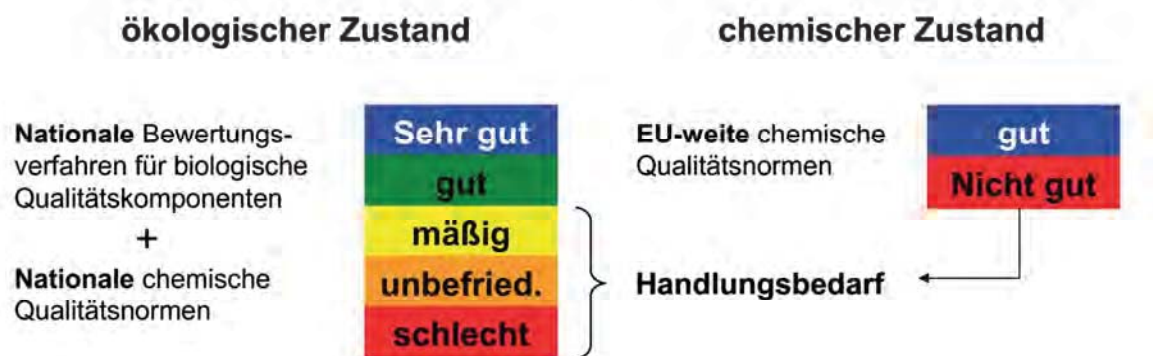 ökologischer Zustand
chemischer Zustand
Nationale Bewertungs-
verfahren für biologische
Qualitätskomponenten
+
Nationale chemische
Qualitätsnormen
Sehr gut
gut
mäßig
unbefried.
schlecht
EU-weite chemische
Qualitätsnormen
gut
Nicht gut
Handlungsbedarf